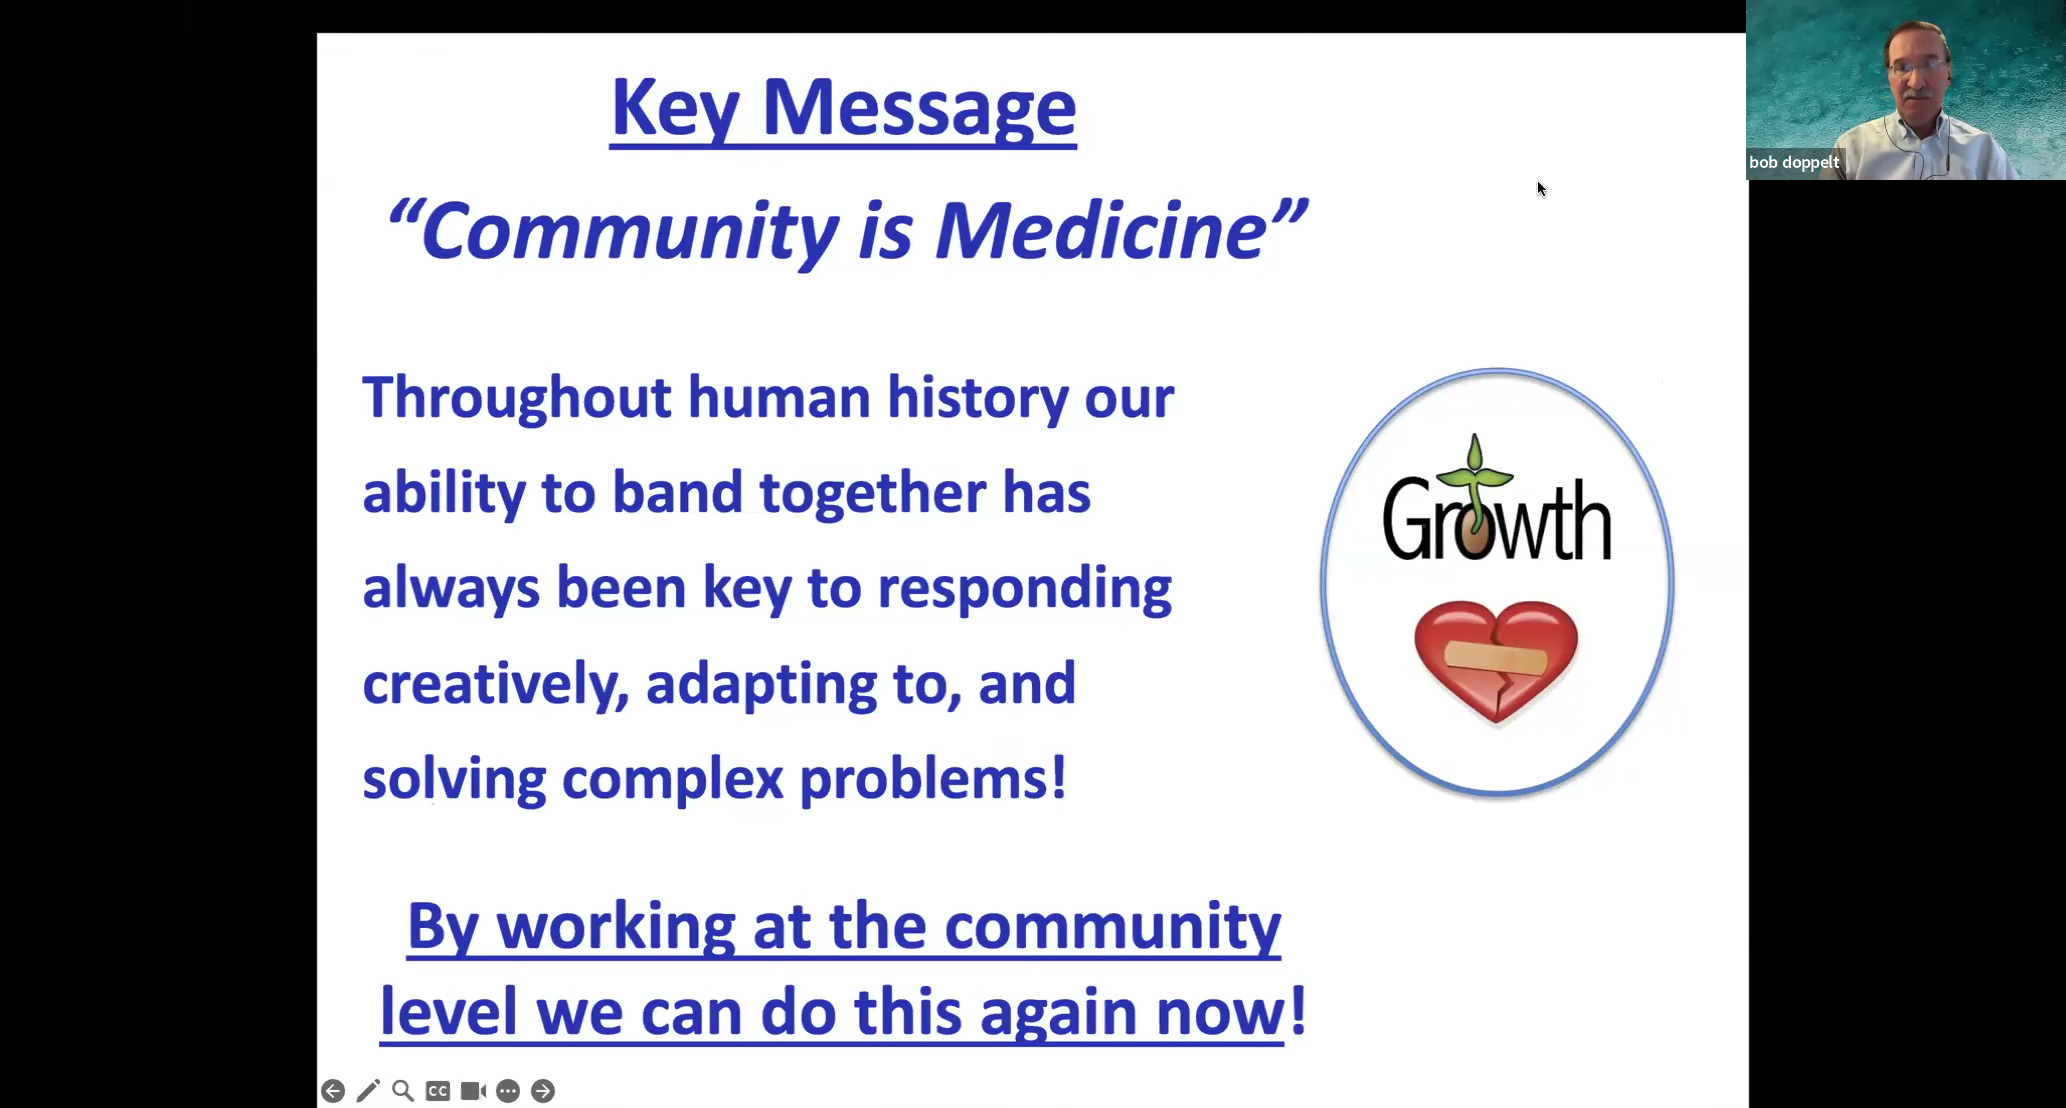 Key Message
“Community is Medicine”
Throughout human history our
ability to band together has
always been key to responding
creatively, adapting to, and
solving complex problems!
Growth
By working at the community
level we can do this again now!
bob doppelt
CC